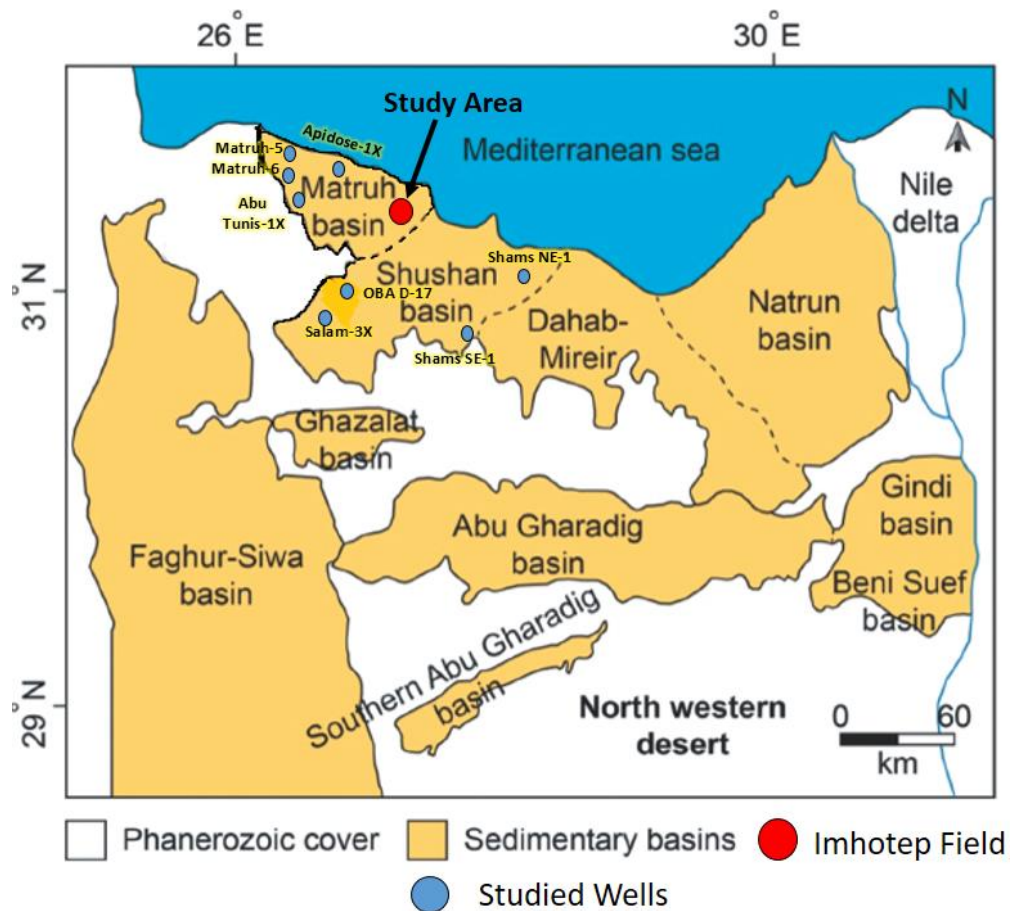 26°E
30°E
Study Area
N
Apidose-1X
Matruh-5
Matruh-6
Mediterranean sea
Matruh
basin
Abu
Tunis-1X
Nile
delta
31°N
Shams NE-1
Shushan
basin
OBA D-17
Salam-3X
Shams SE-1
Dahab-
Mireir
Natrun
basin
Ghazalat
basin
Gindi
basin
Abu Gharadig
basin
Faghur-Siwa
basin
Beni Suef
basin
Southern Abu Gharadig
basin
29°N
North western
desert
0 60
km
Phanerozoic cover
Sedimentary basins
Imhotep Field
Studied Wells